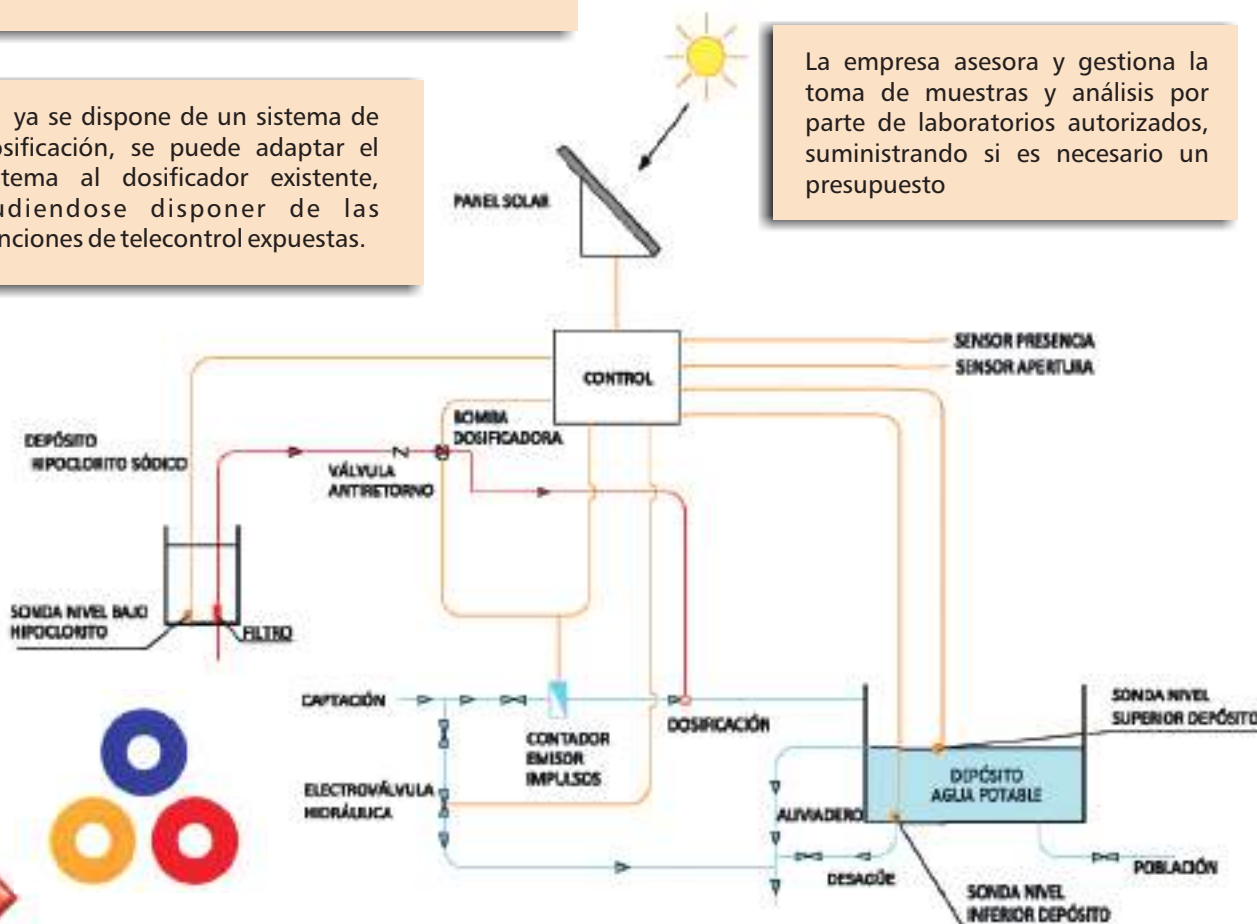 ya se dispone de un sistema de
osificación, se puede adaptar el
tema al dosificador existente,
udiendose disponer de las
nciones de telecontrol expuestas.
La empresa asesora y gestiona la
toma de muestras y análisis por
parte de laboratorios autorizados,
suministrando si es necesario un
presupuesto
PANEL SOLAR
CONTROL
SENSOR PRESENCIA
SENSOR APERTURA
BOMBA
DOSIFICADORA
DEPÓSITO
HIPOCLORITO SÓDICO
VÁLVULA
ANTIRETORNO
SONDA NIVEL BAJO
HIPOCLORITO
FILTRO
CAPTACIÓN
CONTADOR
EMISOR
IMPULSOS
DOSIFICACIÓN
SONDA NIVEL
SUPERIOR DEPÓSITO
DEPÓSITO
AGUA POTABLE
ELECTROVÁLVULA
HIDRÁULICA
ALIVIADERO
DESAGÜE
POBLACIÓN
SONDA NIVEL
INFERIOR DEPÓSITO